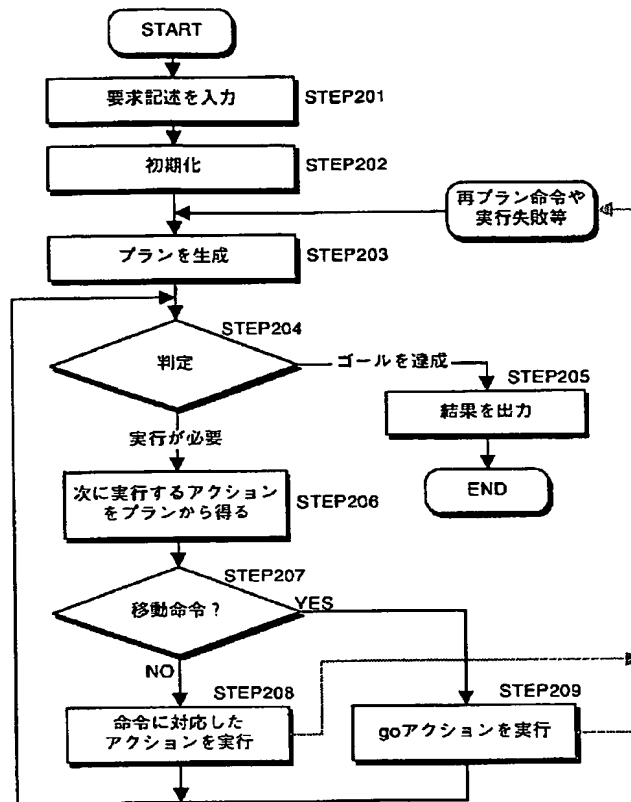 START
要求記述を入力
STEP201
初期化
STEP202
再プラン命令や
実行失敗等
プランを生成
STEP203
STEP204
判定
ゴールを達成
STEP205
結果を出力
実行が必要
END
次に実行するアクション
をプランから得る
STEP206
STEP207
移動命令?
YES
NO
STEP208
命令に対応した
アクションを実行
STEP209
goアクションを実行